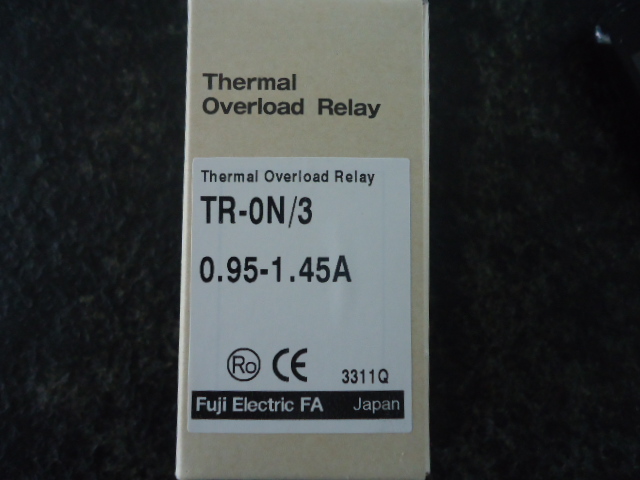 Thermal
Overload Relay
Thermal Overload Relay
TR-0N/3
0.95-1.45A
Ro CE 3311Q
Fuji Electric FA Japan